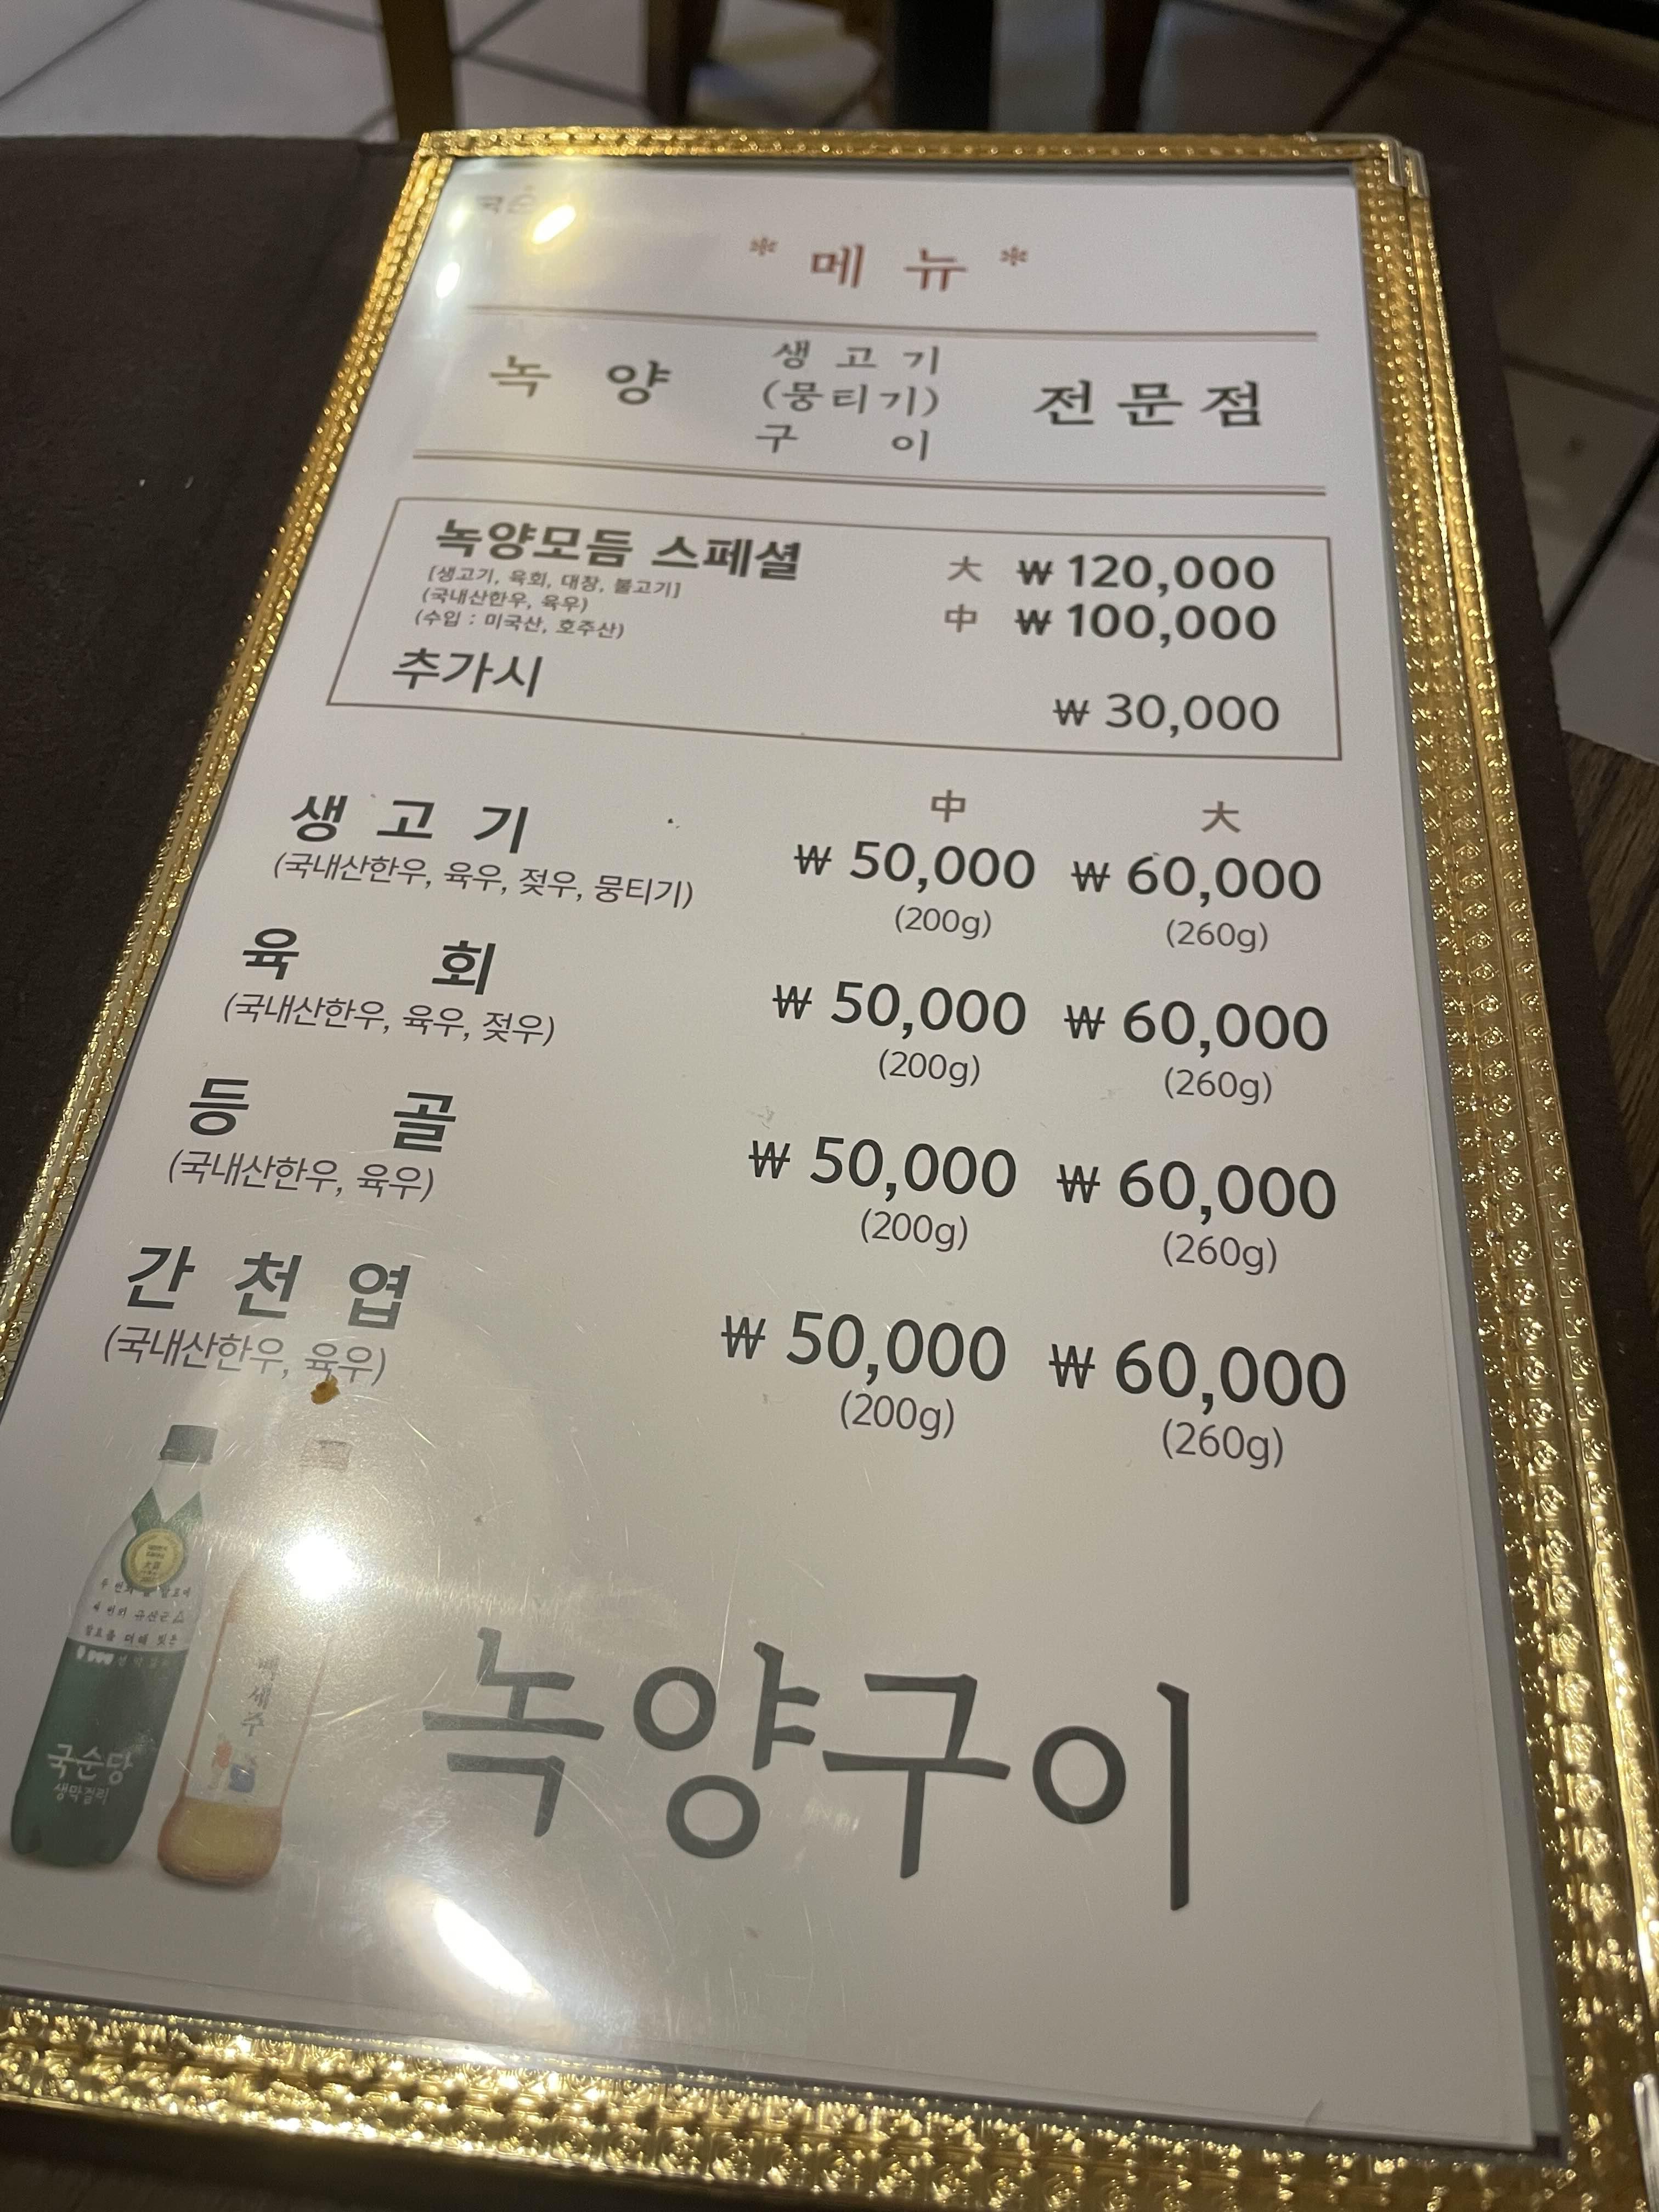 국순
*메 뉴*
녹 양 생 고 기 전 문 점
(뭉티기)
구 이
녹양모듬 스페셜 大 ₩ 120,000
[생고기, 육회, 대창, 불고기]
(국내산한우, 육우) 中 ₩ 100,000
(수입 : 미국산, 호주산)
추가시 ₩ 30,000
中 大
생 고 기 ₩ 50,000 ₩ 60,000
(국내산한우, 육우, 젖우, 뭉티기) (200g) (260g)
육 회 ₩ 50,000 ₩ 60,000
(국내산한우, 육우, 젖우) (200g) (260g)
등 골 ₩ 50,000 ₩ 60,000
(국내산한우, 육우) (200g) (260g)
간 천 엽 ₩ 50,000 ₩ 60,000
(국내산한우, 육우) (200g) (260g)
국순당
생막걸리
백세주
녹양구이